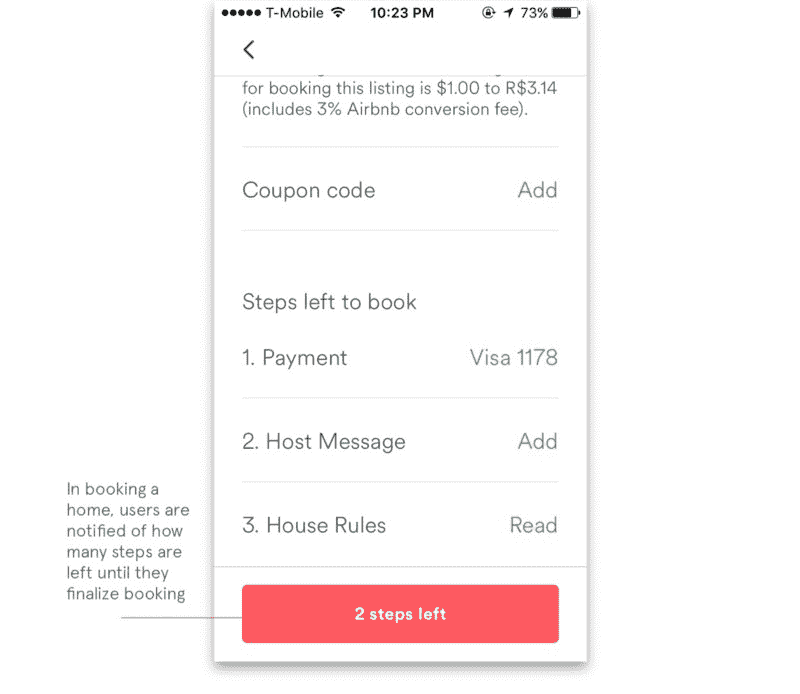 T-Mobile 10:23 PM 73%
for booking this listing is $1.00 to R$3.14
(includes 3% Airbnb conversion fee).
Coupon code Add
Steps left to book
1. Payment Visa 1178
2. Host Message Add
3. House Rules Read
In booking a
home, users are
notified of how
many steps are
left until they
finalize booking
2 steps left